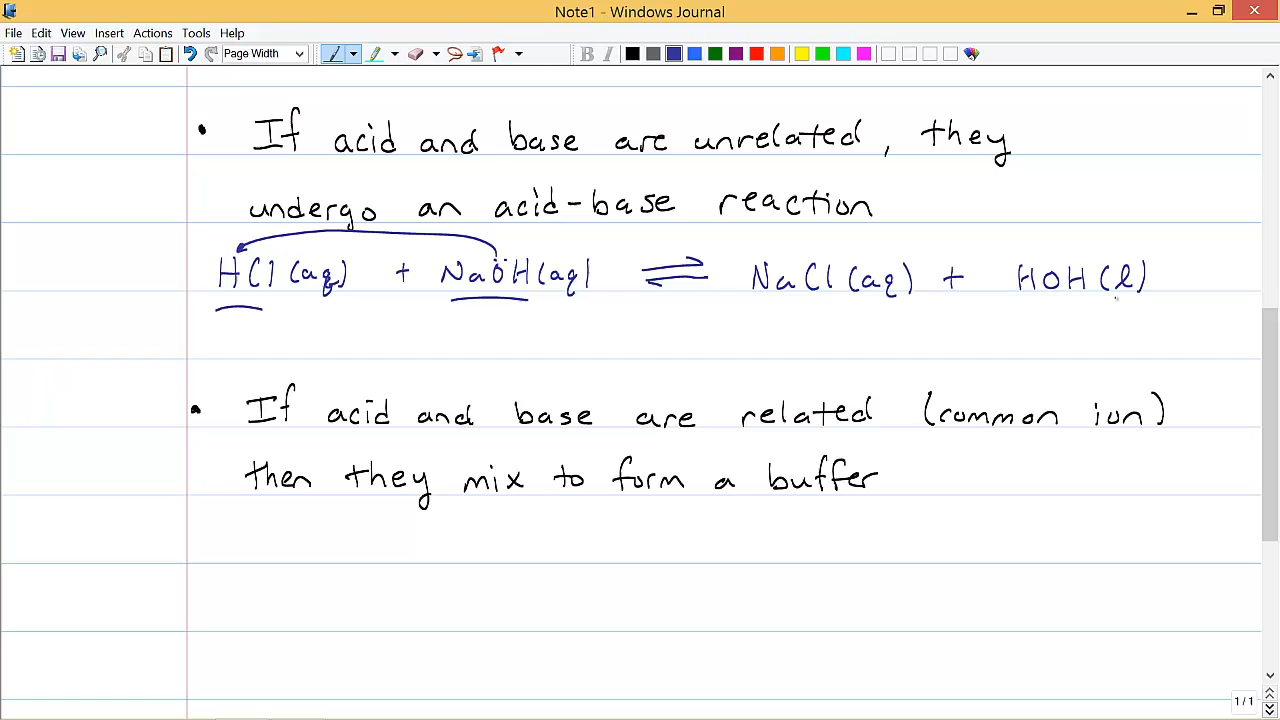 Note1 - Windows Journal
File Edit View Insert Actions Tools Help
Page Width
B I
• If acid and base are unrelated, they
undergo an acid-base reaction
HCl(aq) + NaÖH(aq) ⇌ NaCl(aq) + HOH(l)
• If acid and base are related (common ion)
then they mix to form a buffer
1/1